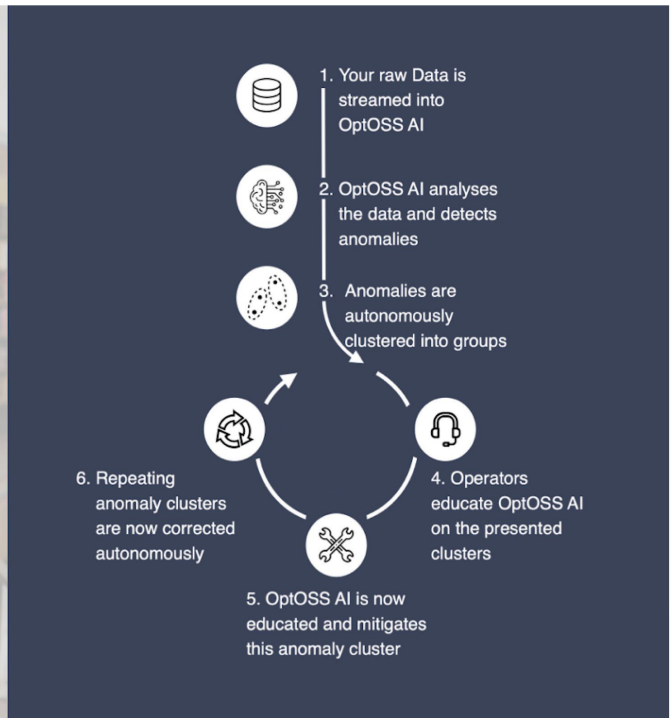 1. Your raw Data is
streamed into
OptOSS AI
2. OptOSS AI analyses
the data and detects
anomalies
3. Anomalies are
autonomously
clustered into groups
4. Operators
educate OptOSS AI
on the presented
clusters
5. OptOSS AI is now
educated and mitigates
this anomaly cluster
6. Repeating
anomaly clusters
are now corrected
autonomously